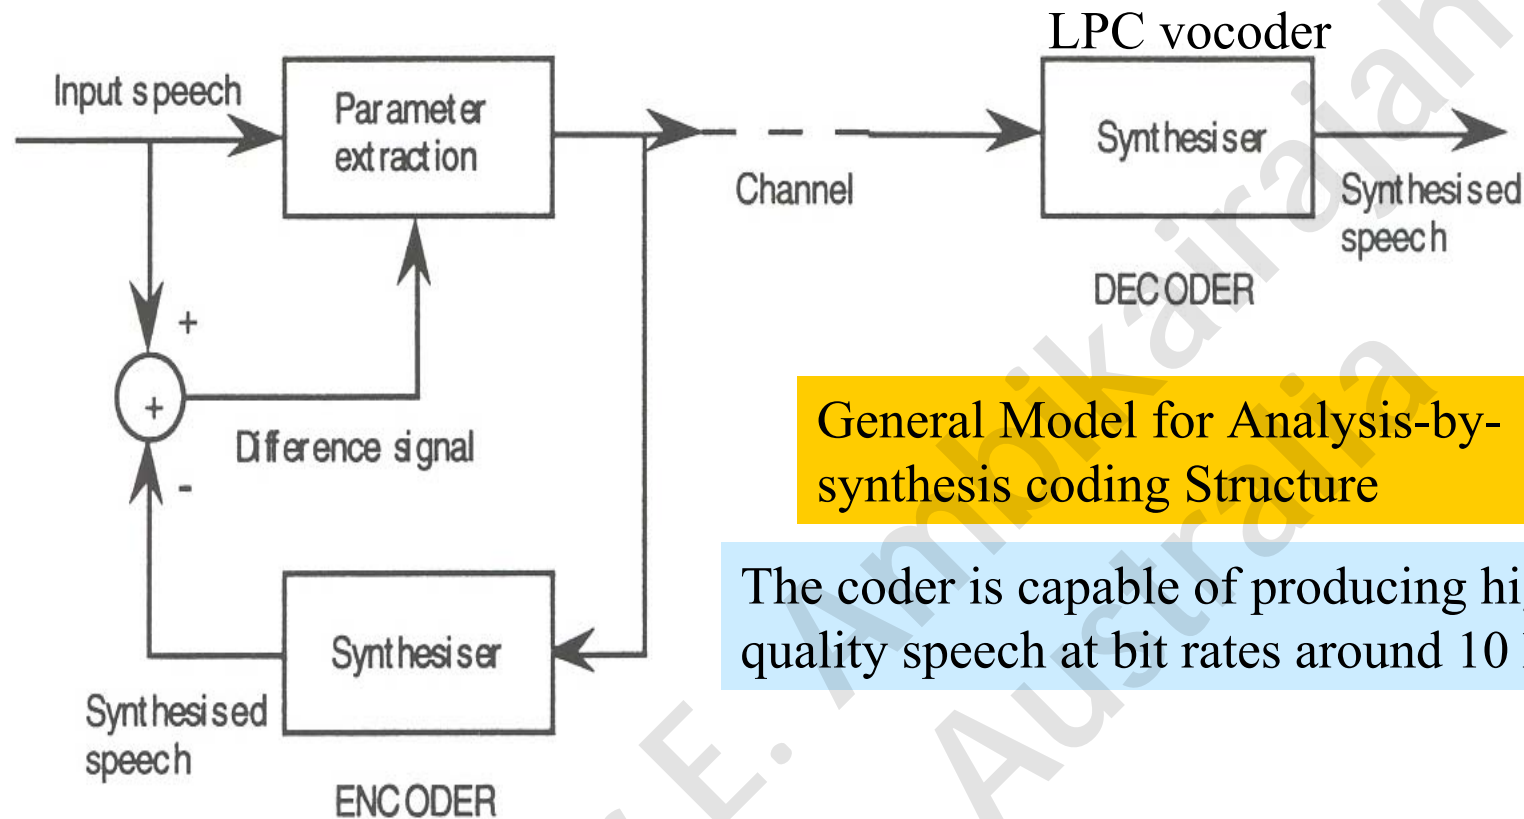 LPC vocoder
Input speech
Parameter
extraction
Channel
Synthesiser
Synthesised
speech
DECODER
+
+
Difference signal
-
General Model for Analysis-by-
synthesis coding Structure
The coder is capable of producing
quality speech at bit rates around 10
Synthesiser
Synthesised
speech
ENCODER
E. Ambikairajah
Australia